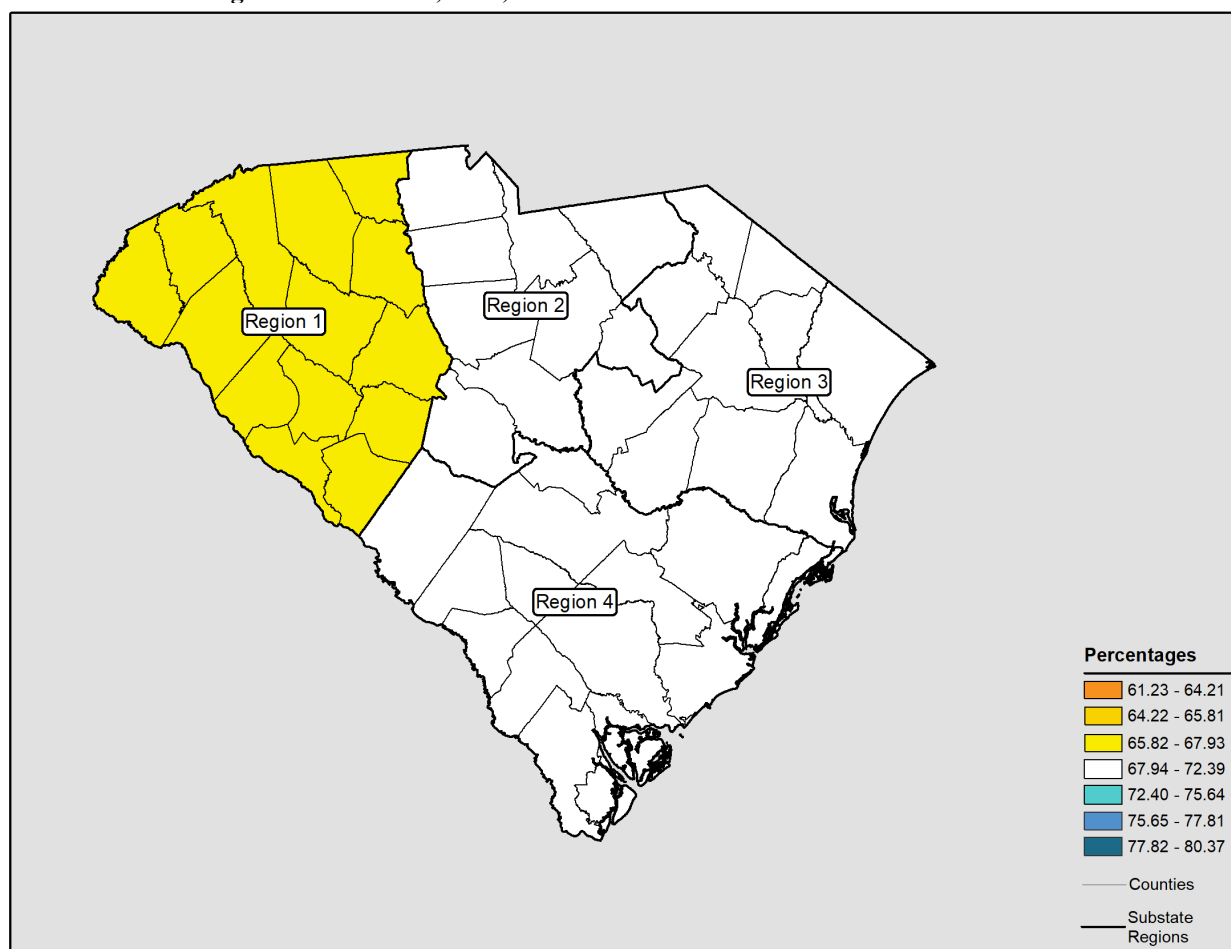 Region 1
Region 2
Region 3
Region 4
Percentages
61.23 - 64.21
64.22 - 65.81
65.82 - 67.93
67.94 - 72.39
72.40 - 75.64
75.65 - 77.81
77.82 - 80.37
Counties
Substate
Regions